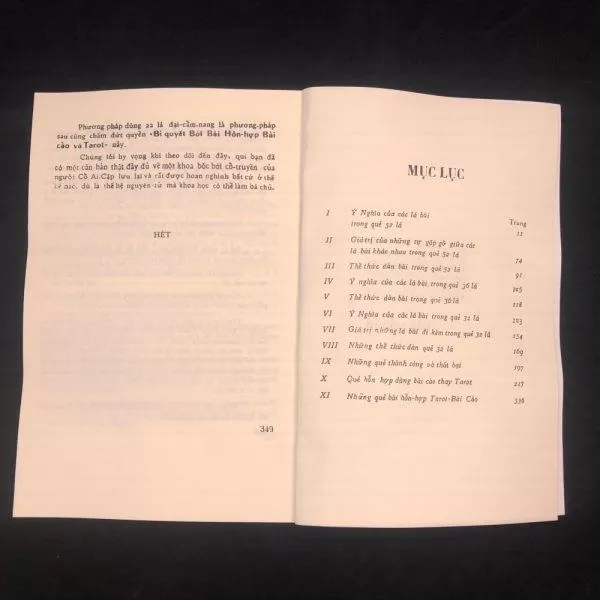 Phương pháp dùng 22 lá đại-cẩm-nang là phương-pháp
sau cùng chấm dứt quyển «Bí quyết Bói Bài Hỗn-hợp Bài
cào và Tarot» này.
Chúng tôi hy vọng khi theo dõi đến đây, quí bạn đã
có một căn bản thật đầy đủ về một khoa bốc bài cổ-truyền của
người Cổ Ai-Cập lưu lại và rất được hoan nghinh bất cứ ở thế
kỷ nào, dù là thế hệ nguyên-tử mà khoa học có thể làm bá chủ.
HẾT
349
MỤC LỤC
Trang
I Ý Nghĩa của các lá bài
trong quẻ 52 lá 11
II Giá trị của những sự gặp gỡ giữa các
lá bài khác nhau trong quẻ 52 lá 74
III Thể thức dàn bài trong quẻ 52 lá 91
IV Ý nghĩa của các lá bài trong quẻ 36 lá 105
V Thể thức dàn bài trong quẻ 36 lá 118
VI Ý Nghĩa của các lá bài trong quẻ 32 lá 123
VII Giá trị những lá bài đi kèm trong quẻ 32 lá 154
VIII Những thể thức dàn quẻ 32 lá 169
IX Những quẻ thành công và thất bại 197
X Quẻ hỗn hợp dùng bài cào thay Tarot 217
XI Những quẻ bài hỗn-hợp Tarot-Bài Cào 336